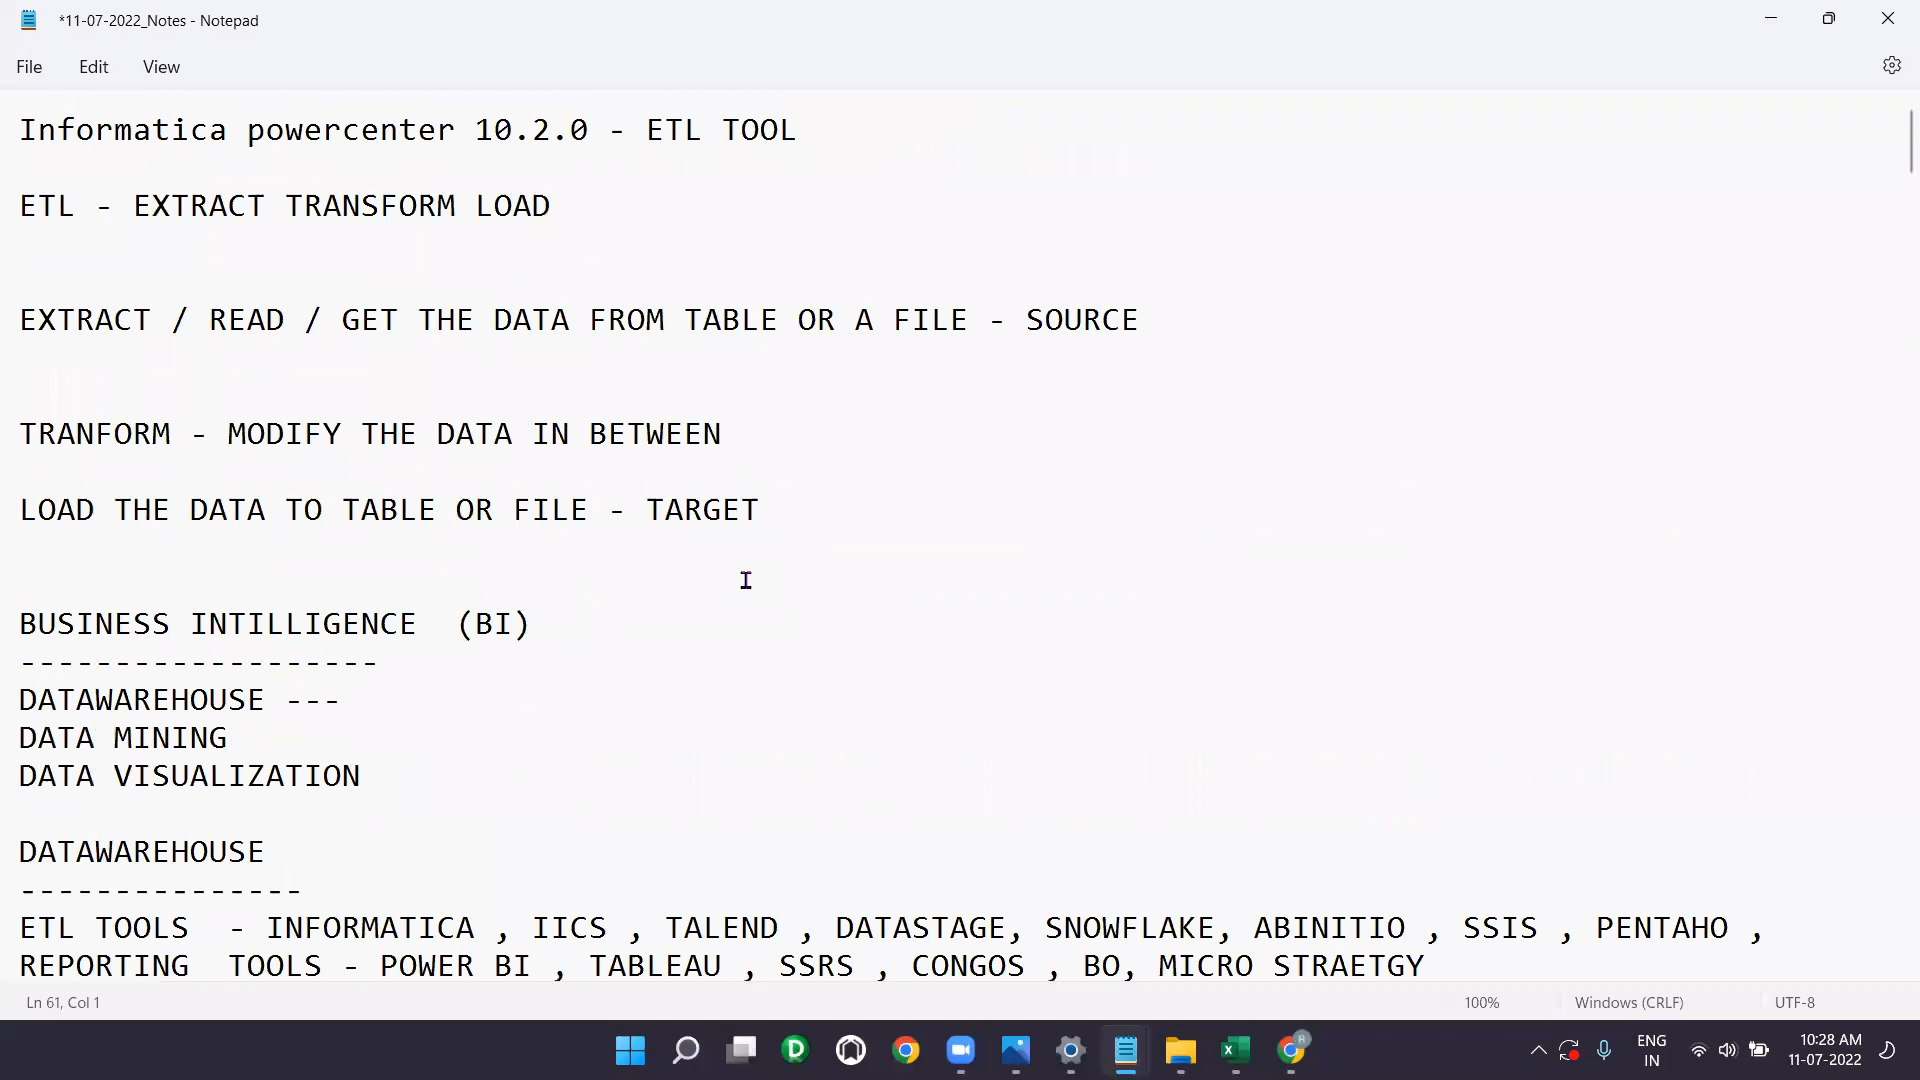 *11-07-2022_Notes - Notepad
File Edit View
Informatica powercenter 10.2.0 - ETL TOOL
ETL - EXTRACT TRANSFORM LOAD
EXTRACT / READ / GET THE DATA FROM TABLE OR A FILE - SOURCE
TRANFORM - MODIFY THE DATA IN BETWEEN
LOAD THE DATA TO TABLE OR FILE - TARGET
BUSINESS INTILLIGENCE  (BI)
-------------------
DATAWAREHOUSE ---
DATA MINING
DATA VISUALIZATION
DATAWAREHOUSE
---------------
ETL TOOLS  - INFORMATICA , IICS , TALEND , DATASTAGE, SNOWFLAKE, ABINITIO , SSIS , PENTAHO ,
REPORTING  TOOLS - POWER BI , TABLEAU , SSRS , CONGOS , BO, MICRO STRAETGY
Ln 61, Col 1 100% Windows (CRLF) UTF-8
ENG 10:28 AM
IN 11-07-2022